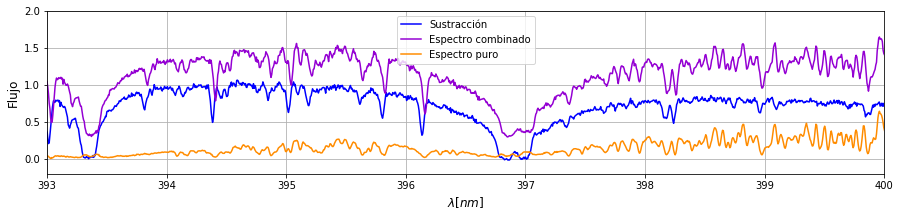 2.0
1.5
1.0
0.5
0.0
Flujo
Sustracción
Espectro combinado
Espectro puro
393 394 395 396 397 398 399 400
λ[nm]